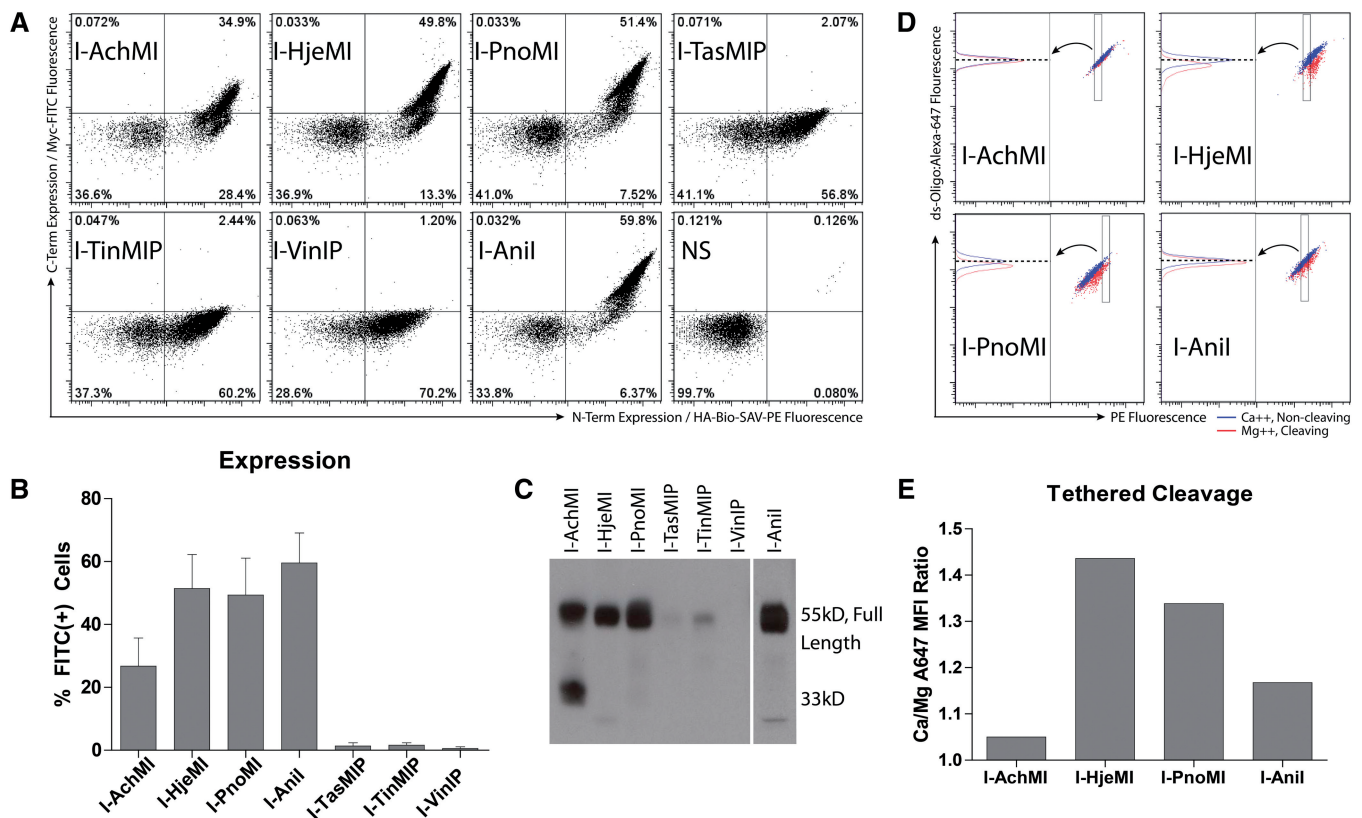 A
C-Term Expression / Myc-FITC Fluorescence
0.072% 34.9%
I-AchMI
36.6% 28.4%
0.033% 49.8%
I-HjeMI
36.9% 13.3%
0.033% 51.4%
I-PnoMI
41.0% 7.52%
0.071% 2.07%
I-TasMIP
41.1% 56.8%
0.047% 2.44%
I-TinMIP
37.3% 60.2%
0.063% 1.20%
I-VinIP
28.6% 70.2%
0.032% 59.8%
I-AniI
33.8% 6.37%
0.121% 0.126%
NS
99.7% 0.080%
N-Term Expression / HA-Bio-SAV-PE Fluorescence
D
ds-Oligo:Alexa-647 Flourescence
I-AchMI
I-HjeMI
I-PnoMI
I-AniI
PE Fluorescence
Ca++, Non-cleaving
Mg++, Cleaving
B
Expression
% FITC(+) Cells
80
60
40
20
0
I-AchMI
I-HjeMI
I-PnoMI
I-AniI
I-TasMIP
I-TinMIP
I-VinIP
C
I-AchMI
I-HjeMI
I-PnoMI
I-TasMIP
I-TinMIP
I-VinIP
I-AniI
55kD, Full
Length
33kD
E
Tethered Cleavage
Ca/Mg A647 MFI Ratio
1.5
1.4
1.3
1.2
1.1
1.0
I-AchMI
I-HjeMI
I-PnoMI
I-AniI